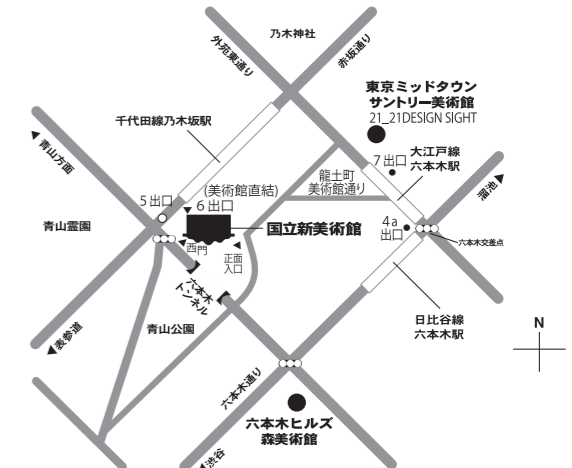 乃木神社
外苑東通り
赤坂通り
東京ミッドタウン
サントリー美術館
21_21DESIGN SIGHT
千代田線乃木坂駅
青山方面
7出口
大江戸線
六本木駅
龍土町
美術館通り
溜池
5出口
(美術館直結)
6出口
青山霊園
国立新美術館
4a
出口
六本木交差点
西門
正面
入口
六本木
トンネル
N
日比谷線
六本木駅
青山公園
表参道
六本木通り
六本木ヒルズ
森美術館
渋谷